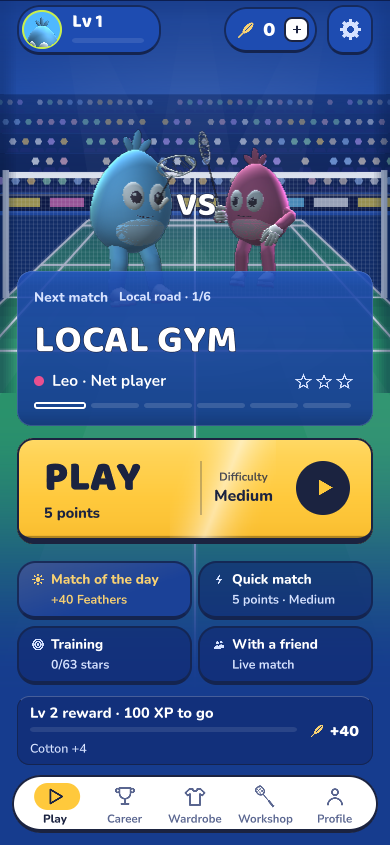 Lv 1
0
+
VS
Next match Local road · 1/6
LOCAL GYM
Leo · Net player
PLAY
5 points
Difficulty
Medium
Match of the day
+40 Feathers
Quick match
5 points · Medium
Training
0/63 stars
With a friend
Live match
Lv 2 reward · 100 XP to go
+40
Cotton +4
Play
Career
Wardrobe
Workshop
Profile